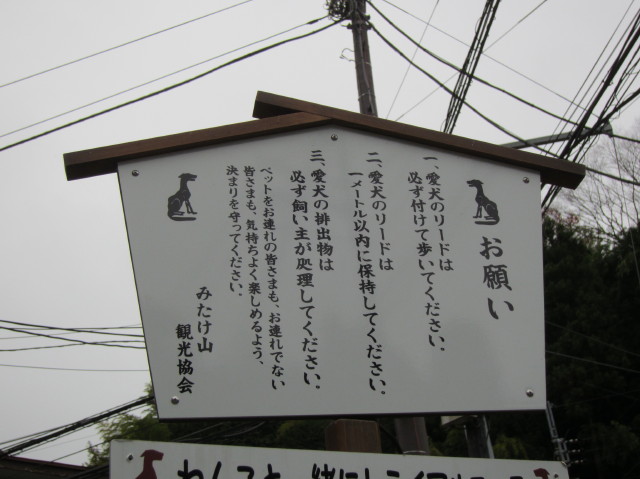 お願い
一、愛犬のリードは
必ず付けて歩いてください。
二、愛犬のリードは
一メートル以内に保持してください。
三、愛犬の排出物は
必ず飼い主が処理してください。
ペットをお連れの皆さまも、お連れでない
皆さまも、気持ちよく楽しめるよう、
決まりを守ってください。
みたけ山
観光協会